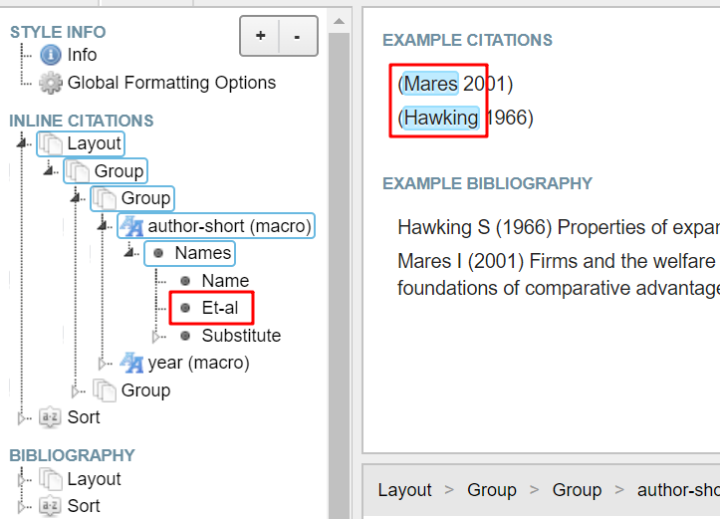 STYLE INFO
+ -
Info
Global Formatting Options
INLINE CITATIONS
Layout
Group
Group
author-short (macro)
Names
Name
Et-al
Substitute
year (macro)
Group
a-z Sort
BIBLIOGRAPHY
Layout
a-z Sort
EXAMPLE CITATIONS
(Mares 2001)
(Hawking 1966)
EXAMPLE BIBLIOGRAPHY
Hawking S (1966) Properties of expan
Mares I (2001) Firms and the welfare
foundations of comparative advantage
Layout > Group > Group > author-sho